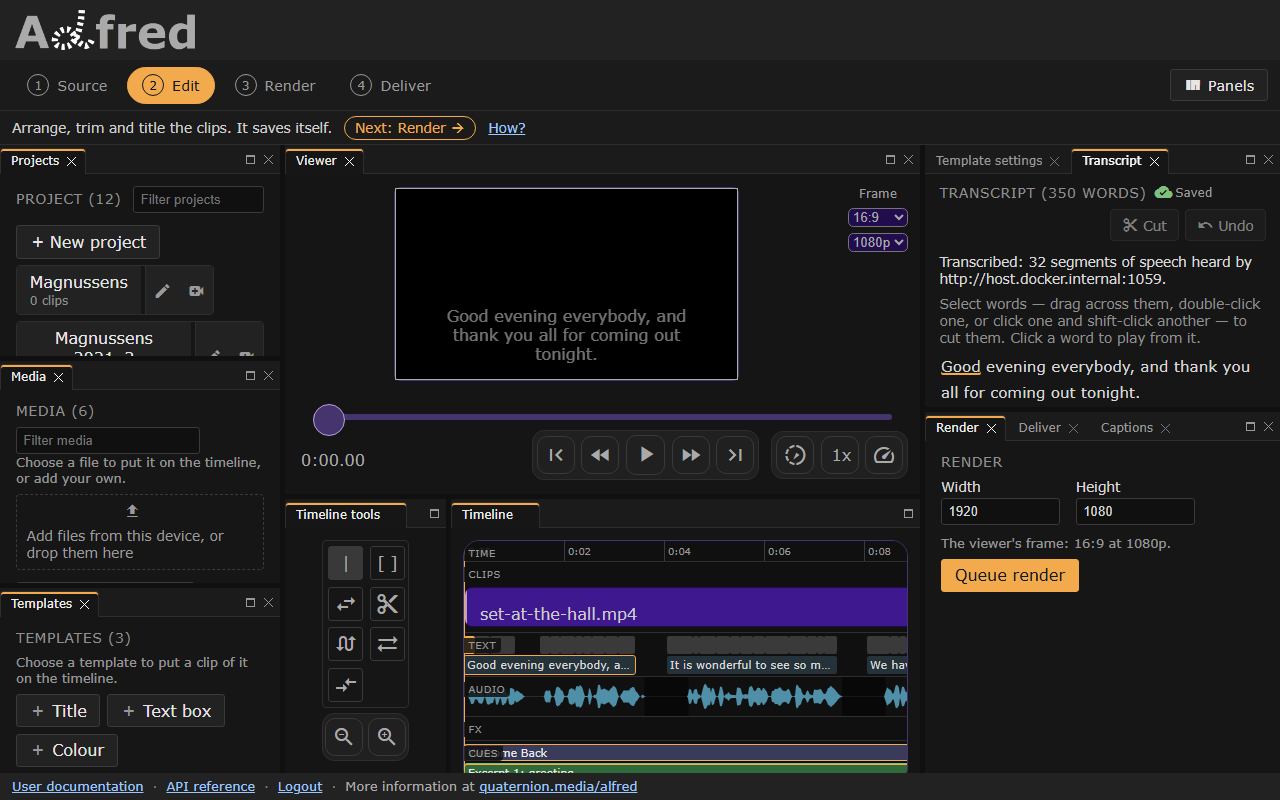 Adfred
1 Source
2 Edit
3 Render
4 Deliver
Panels
Arrange, trim and title the clips. It saves itself.
Next: Render →
How?
Projects
PROJECT (12)
Filter projects
+ New project
Magnussens
0 clips
Magnussens
Media
MEDIA (6)
Filter media
Choose a file to put it on the timeline,
or add your own.
Add files from this device, or
drop them here
Templates
TEMPLATES (3)
Choose a template to put a clip of it
on the timeline.
+ Title
+ Text box
+ Colour
Viewer
Good evening everybody, and
thank you all for coming out
tonight.
Frame
16:9
1080p
0:00.00
1x
Timeline tools
[ ]
Timeline
TIME
0:02
0:04
0:06
0:08
CLIPS
set-at-the-hall.mp4
TEXT
Good evening everybody, a...
It is wonderful to see so m...
We hav
AUDIO
FX
CUES
me Back
Excerpt 1: greeting
Template settings
Transcript
TRANSCRIPT (350 WORDS)
Saved
Cut
Undo
Transcribed: 32 segments of speech heard by
http://host.docker.internal:1059.
Select words — drag across them, double-click
one, or click one and shift-click another — to
cut them. Click a word to play from it.
Good evening everybody, and thank you
all for coming out tonight.
Render
Deliver
Captions
RENDER
Width
Height
1920
1080
The viewer's frame: 16:9 at 1080p.
Queue render
User documentation · API reference · Logout · More information at quaternion.media/alfred